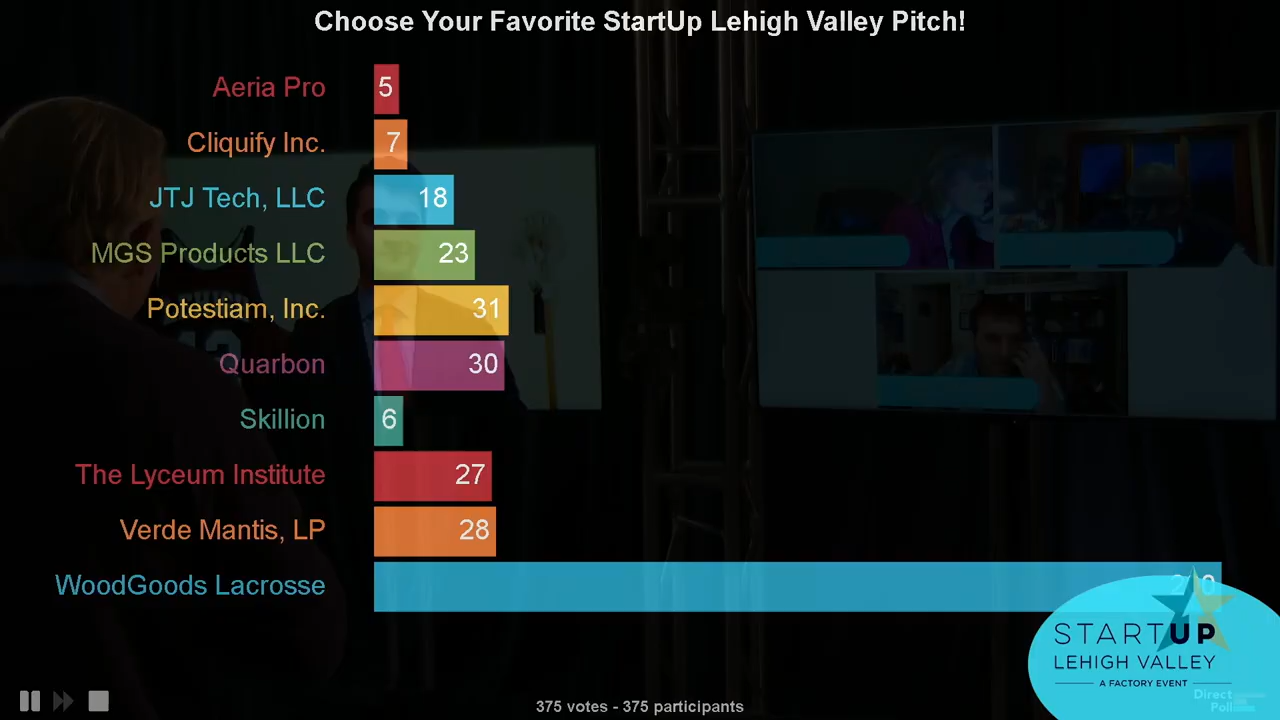 Choose Your Favorite StartUp Lehigh Valley Pitch!
Aeria Pro 5
Cliquify Inc. 7
JTJ Tech, LLC 18
MGS Products LLC 23
Potestiam, Inc. 31
Quarbon 30
Skillion 6
The Lyceum Institute 27
Verde Mantis, LP 28
WoodGoods Lacrosse
STARTUP
LEHIGH VALLEY
A FACTORY EVENT
Direct
Poll
375 votes - 375 participants